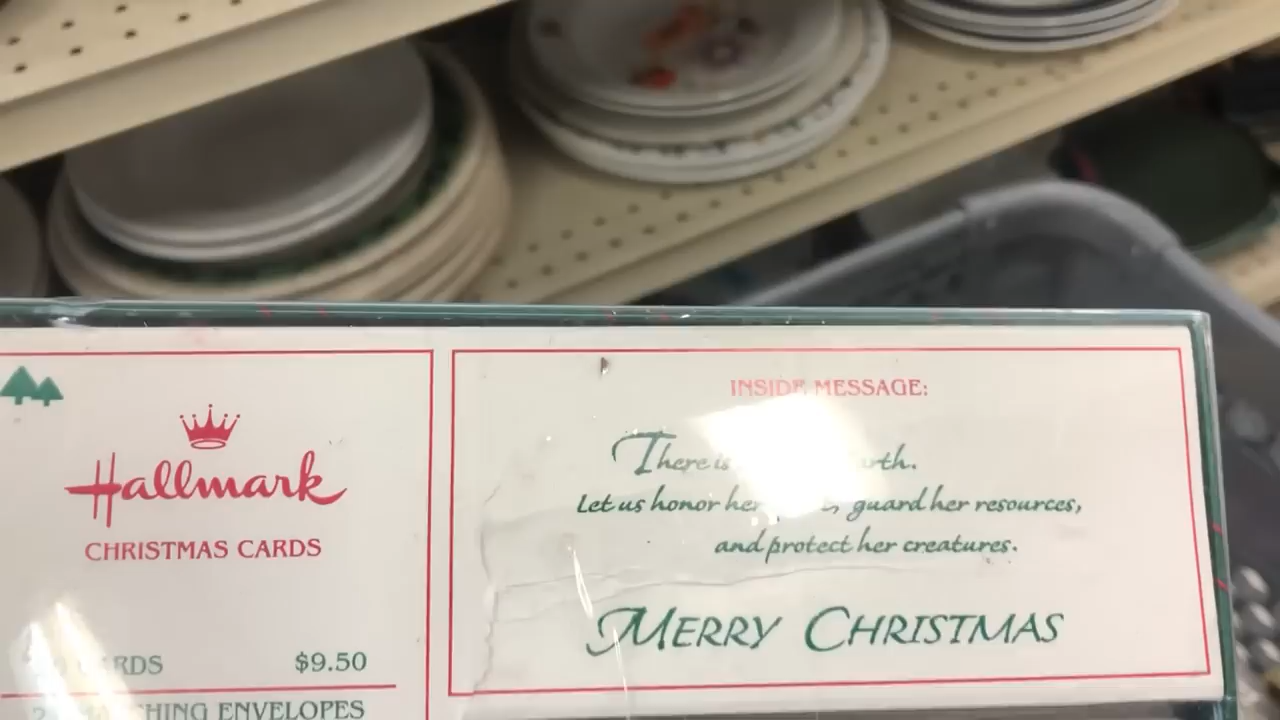 Hallmark
CHRISTMAS CARDS
CARDS $9.50
MATCHING ENVELOPES
INSIDE MESSAGE:
There is
Let us honor her guard her resources,
and protect her creatures.
MERRY CHRISTMAS